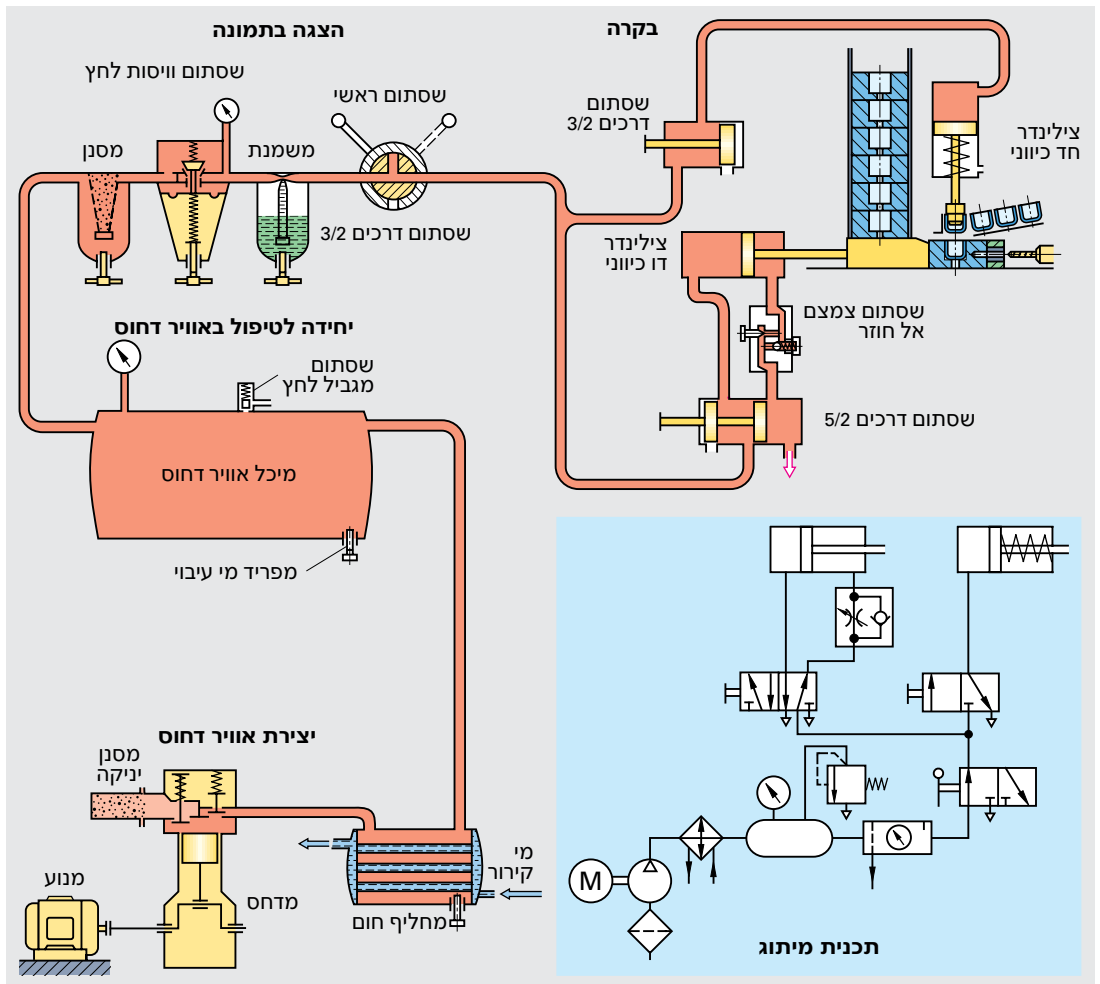 הצגה בתמונה
בקרה
שסתום וויסות לחץ
שסתום ראשי
מסנן
משמנת
שסתום דרכים 3/2
שסתום
דרכים 3/2
צילינדר
חד כיווני
צילינדר
דו כיווני
שסתום צמצם
אל חוזר
שסתום דרכים 5/2
יחידה לטיפול באוויר דחוס
שסתום
מגביל לחץ
מיכל אוויר דחוס
מפריד מי עיבוי
יצירת אוויר דחוס
מסנן
יניקה
מנוע
מדחס
מי
קירור
מחליף חום
M
תכנית מיתוג